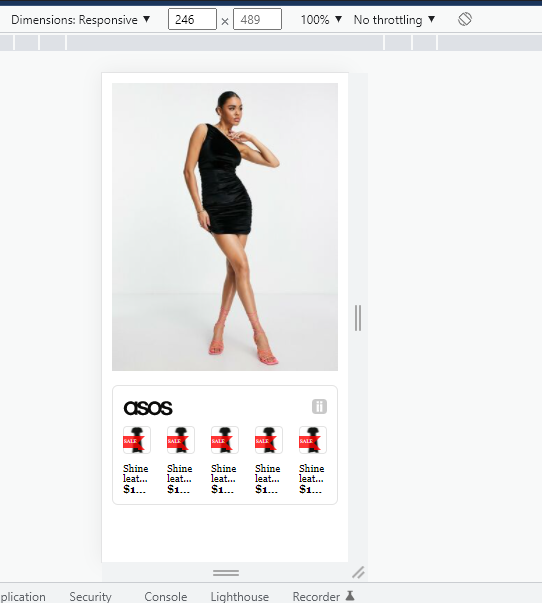 Dimensions: Responsive ▼ 246 × 489 100% ▼ No throttling ▼
asos
SALE SALE SALE SALE SALE
Shine Shine Shine Shine Shine
leat... leat... leat... leat... leat...
$1... $1... $1... $1... $1...
plication Security Console Lighthouse Recorder